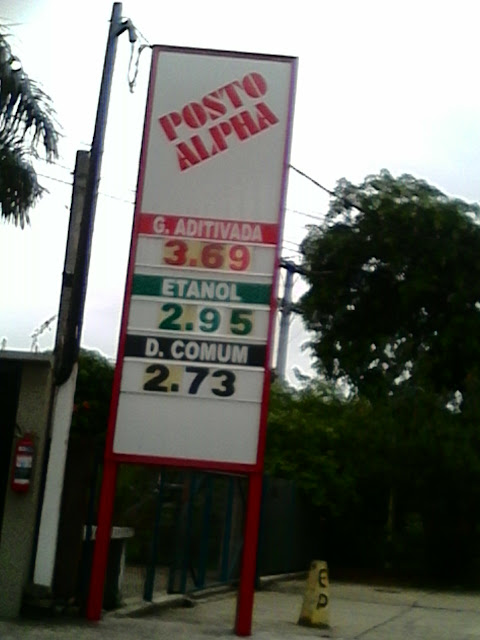 POSTO
ALPHA
G. ADITIVADA
3.69
ETANOL
2.95
D. COMUM
2.73